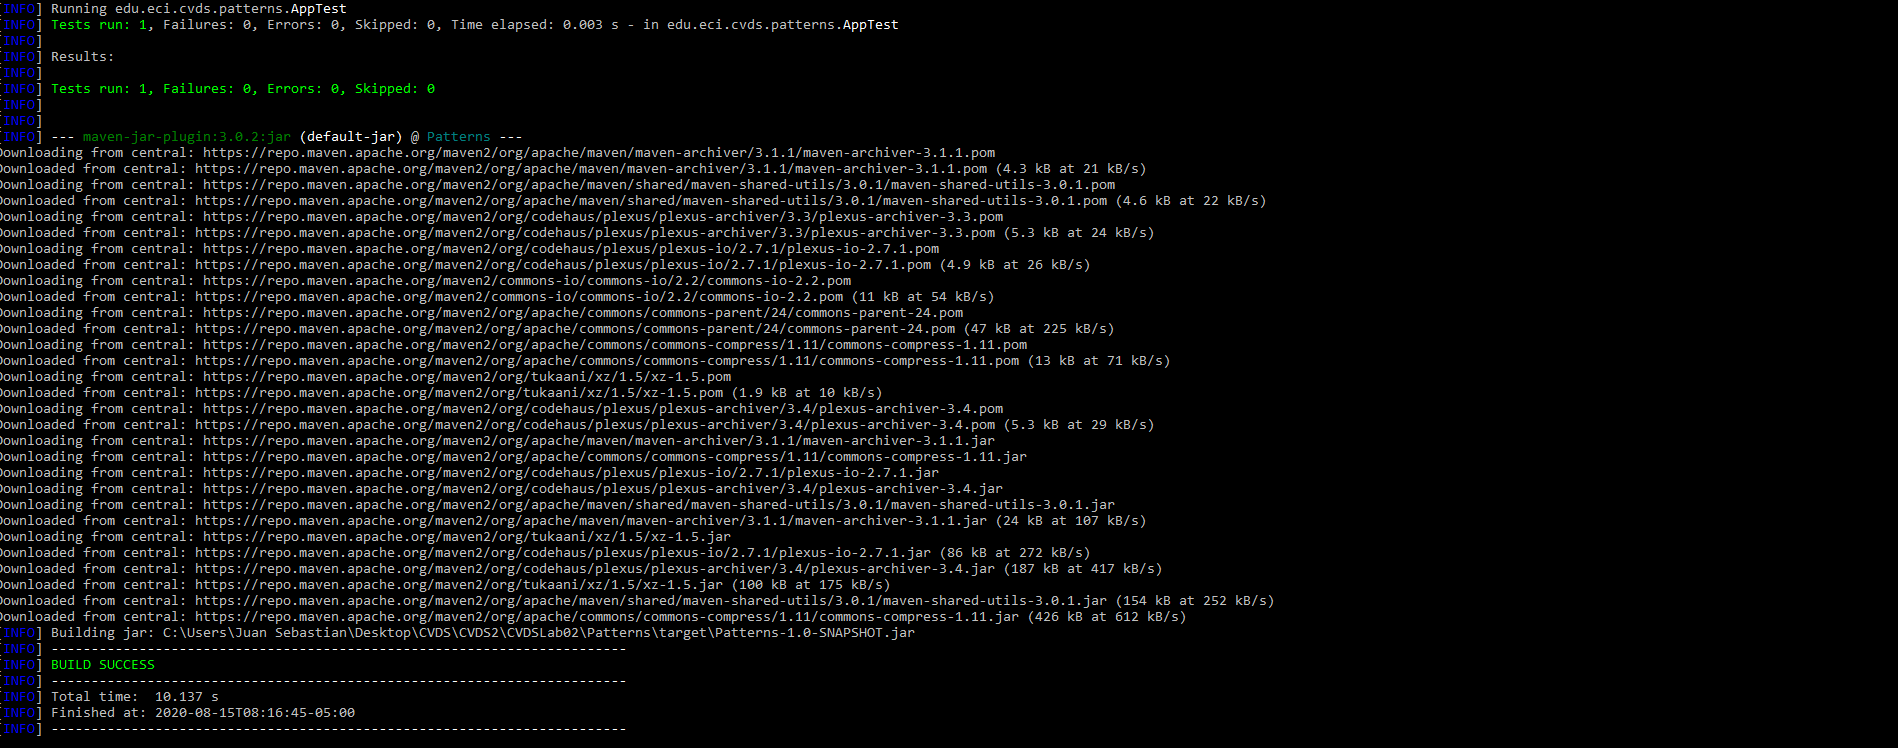 [INFO] Running edu.eci.cvds.patterns.AppTest
[INFO] Tests run: 1, Failures: 0, Errors: 0, Skipped: 0, Time elapsed: 0.003 s - in edu.eci.cvds.patterns.AppTest
[INFO]
[INFO] Results:
[INFO]
[INFO] Tests run: 1, Failures: 0, Errors: 0, Skipped: 0
[INFO]
[INFO]
[INFO] --- maven-jar-plugin:3.0.2:jar (default-jar) @ Patterns ---
Downloading from central: https://repo.maven.apache.org/maven2/org/apache/maven/maven-archiver/3.1.1/maven-archiver-3.1.1.pom
Downloaded from central: https://repo.maven.apache.org/maven2/org/apache/maven/maven-archiver/3.1.1/maven-archiver-3.1.1.pom (4.3 kB at 21 kB/s)
Downloading from central: https://repo.maven.apache.org/maven2/org/apache/maven/shared/maven-shared-utils/3.0.1/maven-shared-utils-3.0.1.pom
Downloaded from central: https://repo.maven.apache.org/maven2/org/apache/maven/shared/maven-shared-utils/3.0.1/maven-shared-utils-3.0.1.pom (4.6 kB at 22 kB/s)
Downloading from central: https://repo.maven.apache.org/maven2/org/codehaus/plexus/plexus-archiver/3.3/plexus-archiver-3.3.pom
Downloaded from central: https://repo.maven.apache.org/maven2/org/codehaus/plexus/plexus-archiver/3.3/plexus-archiver-3.3.pom (5.3 kB at 24 kB/s)
Downloading from central: https://repo.maven.apache.org/maven2/org/codehaus/plexus/plexus-io/2.7.1/plexus-io-2.7.1.pom
Downloaded from central: https://repo.maven.apache.org/maven2/org/codehaus/plexus/plexus-io/2.7.1/plexus-io-2.7.1.pom (4.9 kB at 26 kB/s)
Downloading from central: https://repo.maven.apache.org/maven2/commons-io/commons-io/2.2/commons-io-2.2.pom
Downloaded from central: https://repo.maven.apache.org/maven2/commons-io/commons-io/2.2/commons-io-2.2.pom (11 kB at 54 kB/s)
Downloading from central: https://repo.maven.apache.org/maven2/org/apache/commons/commons-parent/24/commons-parent-24.pom
Downloaded from central: https://repo.maven.apache.org/maven2/org/apache/commons/commons-parent/24/commons-parent-24.pom (47 kB at 225 kB/s)
Downloading from central: https://repo.maven.apache.org/maven2/org/apache/commons/commons-compress/1.11/commons-compress-1.11.pom
Downloaded from central: https://repo.maven.apache.org/maven2/org/apache/commons/commons-compress/1.11/commons-compress-1.11.pom (13 kB at 71 kB/s)
Downloading from central: https://repo.maven.apache.org/maven2/org/tukaani/xz/1.5/xz-1.5.pom
Downloaded from central: https://repo.maven.apache.org/maven2/org/tukaani/xz/1.5/xz-1.5.pom (1.9 kB at 10 kB/s)
Downloading from central: https://repo.maven.apache.org/maven2/org/codehaus/plexus/plexus-archiver/3.4/plexus-archiver-3.4.pom
Downloaded from central: https://repo.maven.apache.org/maven2/org/codehaus/plexus/plexus-archiver/3.4/plexus-archiver-3.4.pom (5.3 kB at 29 kB/s)
Downloading from central: https://repo.maven.apache.org/maven2/org/apache/maven/maven-archiver/3.1.1/maven-archiver-3.1.1.jar
Downloading from central: https://repo.maven.apache.org/maven2/org/apache/commons/commons-compress/1.11/commons-compress-1.11.jar
Downloading from central: https://repo.maven.apache.org/maven2/org/codehaus/plexus/plexus-io/2.7.1/plexus-io-2.7.1.jar
Downloading from central: https://repo.maven.apache.org/maven2/org/codehaus/plexus/plexus-archiver/3.4/plexus-archiver-3.4.jar
Downloading from central: https://repo.maven.apache.org/maven2/org/apache/maven/shared/maven-shared-utils/3.0.1/maven-shared-utils-3.0.1.jar
Downloaded from central: https://repo.maven.apache.org/maven2/org/apache/maven/maven-archiver/3.1.1/maven-archiver-3.1.1.jar (24 kB at 107 kB/s)
Downloading from central: https://repo.maven.apache.org/maven2/org/tukaani/xz/1.5/xz-1.5.jar
Downloaded from central: https://repo.maven.apache.org/maven2/org/codehaus/plexus/plexus-io/2.7.1/plexus-io-2.7.1.jar (86 kB at 272 kB/s)
Downloaded from central: https://repo.maven.apache.org/maven2/org/codehaus/plexus/plexus-archiver/3.4/plexus-archiver-3.4.jar (187 kB at 417 kB/s)
Downloaded from central: https://repo.maven.apache.org/maven2/org/tukaani/xz/1.5/xz-1.5.jar (100 kB at 175 kB/s)
Downloaded from central: https://repo.maven.apache.org/maven2/org/apache/maven/shared/maven-shared-utils/3.0.1/maven-shared-utils-3.0.1.jar (154 kB at 252 kB/s)
Downloaded from central: https://repo.maven.apache.org/maven2/org/apache/commons/commons-compress/1.11/commons-compress-1.11.jar (426 kB at 612 kB/s)
[INFO] Building jar: C:\Users\Juan Sebastian\Desktop\CVDS\CVDS2\CVDSLab02\Patterns\target\Patterns-1.0-SNAPSHOT.jar
[INFO] ------------------------------------------------------------------------
[INFO] BUILD SUCCESS
[INFO] ------------------------------------------------------------------------
[INFO] Total time:  10.137 s
[INFO] Finished at: 2020-08-15T08:16:45-05:00
[INFO] ------------------------------------------------------------------------